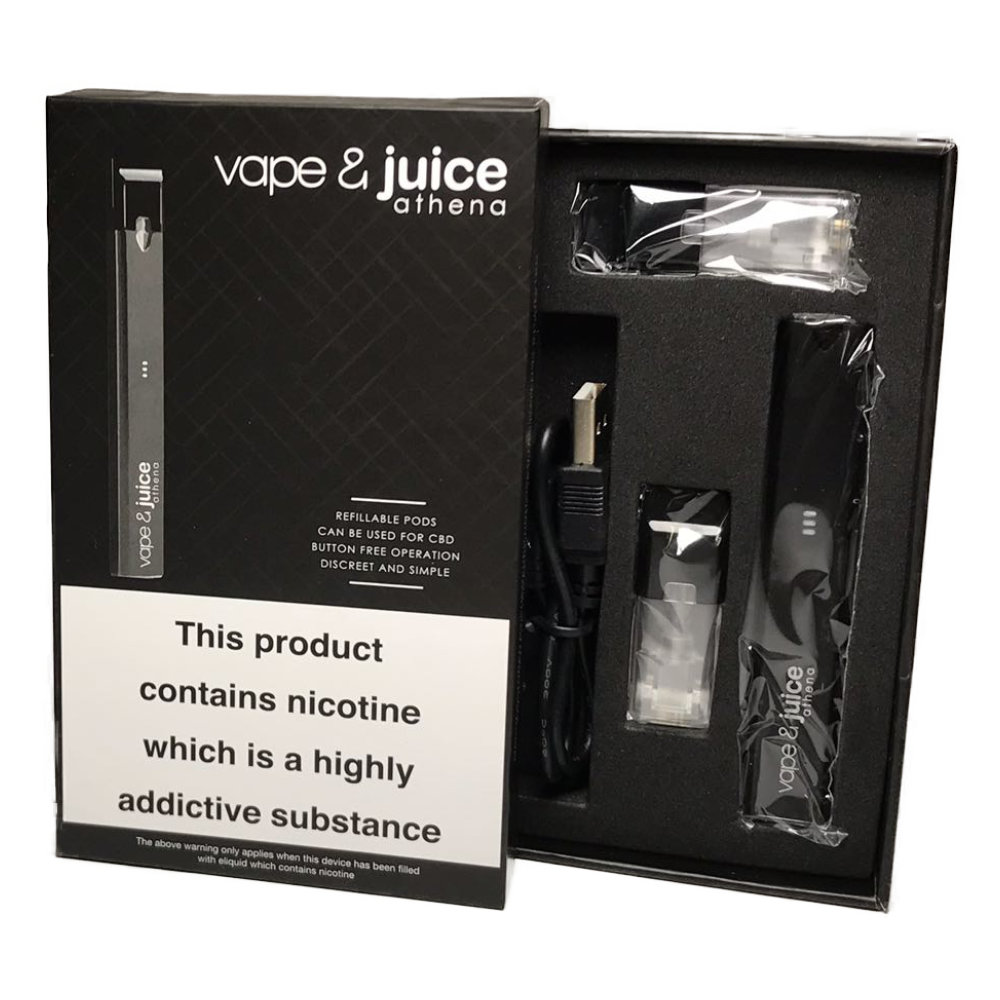 vape & juice
athena
vape & juice
athena
REFILLABLE PODS
CAN BE USED FOR CBD
BUTTON FREE OPERATION
DISCREET AND SIMPLE
This product
contains nicotine
which is a highly
addictive substance
The above warning only applies when this device has been filled
with eliquid which contains nicotine
vape & juice
athena